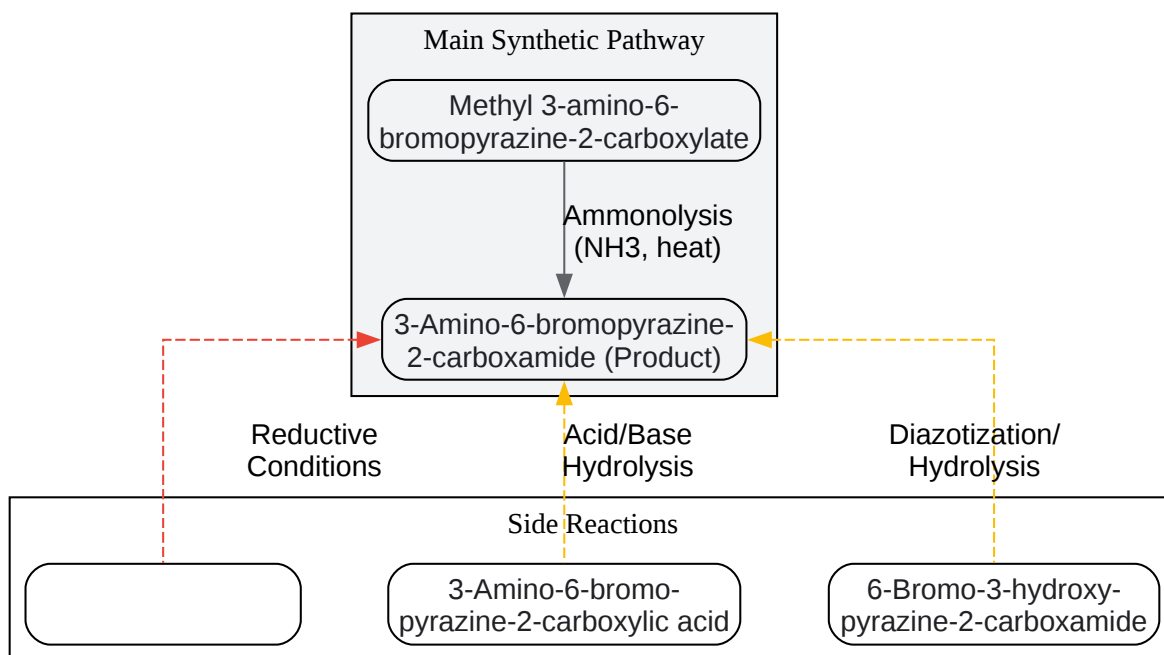 Main Synthetic Pathway
Methyl 3-amino-6-
bromopyrazine-2-carboxylate
Ammonolysis
(NH3, heat)
3-Amino-6-bromopyrazine-
2-carboxamide (Product)
Reductive
Conditions
Acid/Base
Hydrolysis
Diazotization/
Hydrolysis
Side Reactions
3-Amino-6-bromo-
pyrazine-2-carboxylic acid
6-Bromo-3-hydroxy-
pyrazine-2-carboxamide